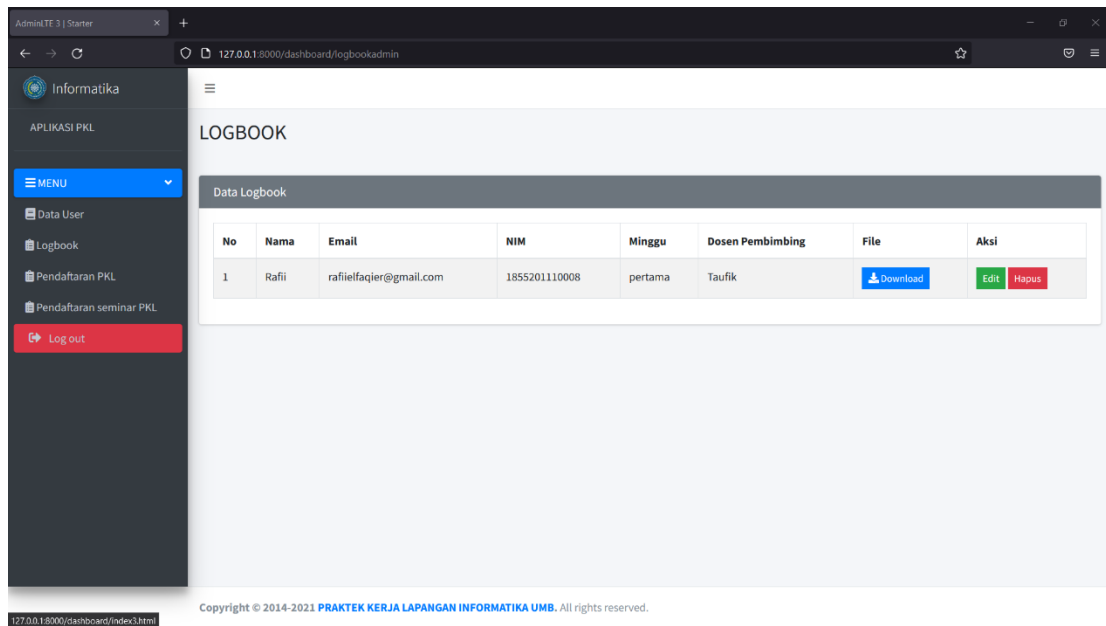 AdminLTE 3 | Starter
127.0.0.1:8000/dashboard/logbookadmin
Informatika
APLIKASI PKL
MENU
Data User
Logbook
Pendaftaran PKL
Pendaftaran seminar PKL
Log out
LOGBOOK
Data Logbook
No Nama Email NIM Minggu Dosen Pembimbing File Aksi
1 Rafii rafiielfaqier@gmail.com 1855201110008 pertama Taufik Download Edit Hapus
Copyright © 2014-2021 PRAKTEK KERJA LAPANGAN INFORMATIKA UMB. All rights reserved.
127.0.0.1:8000/dashboard/index3.html